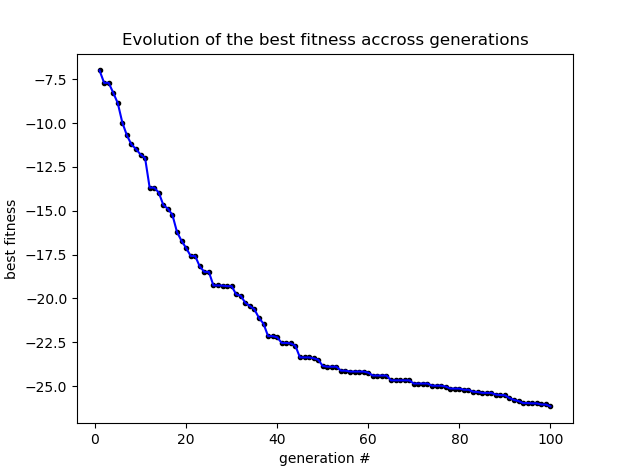 Evolution of the best fitness accross generations
−7.5
−10.0
−12.5
−15.0
−17.5
−20.0
−22.5
−25.0
best fitness
0 20 40 60 80 100
generation #